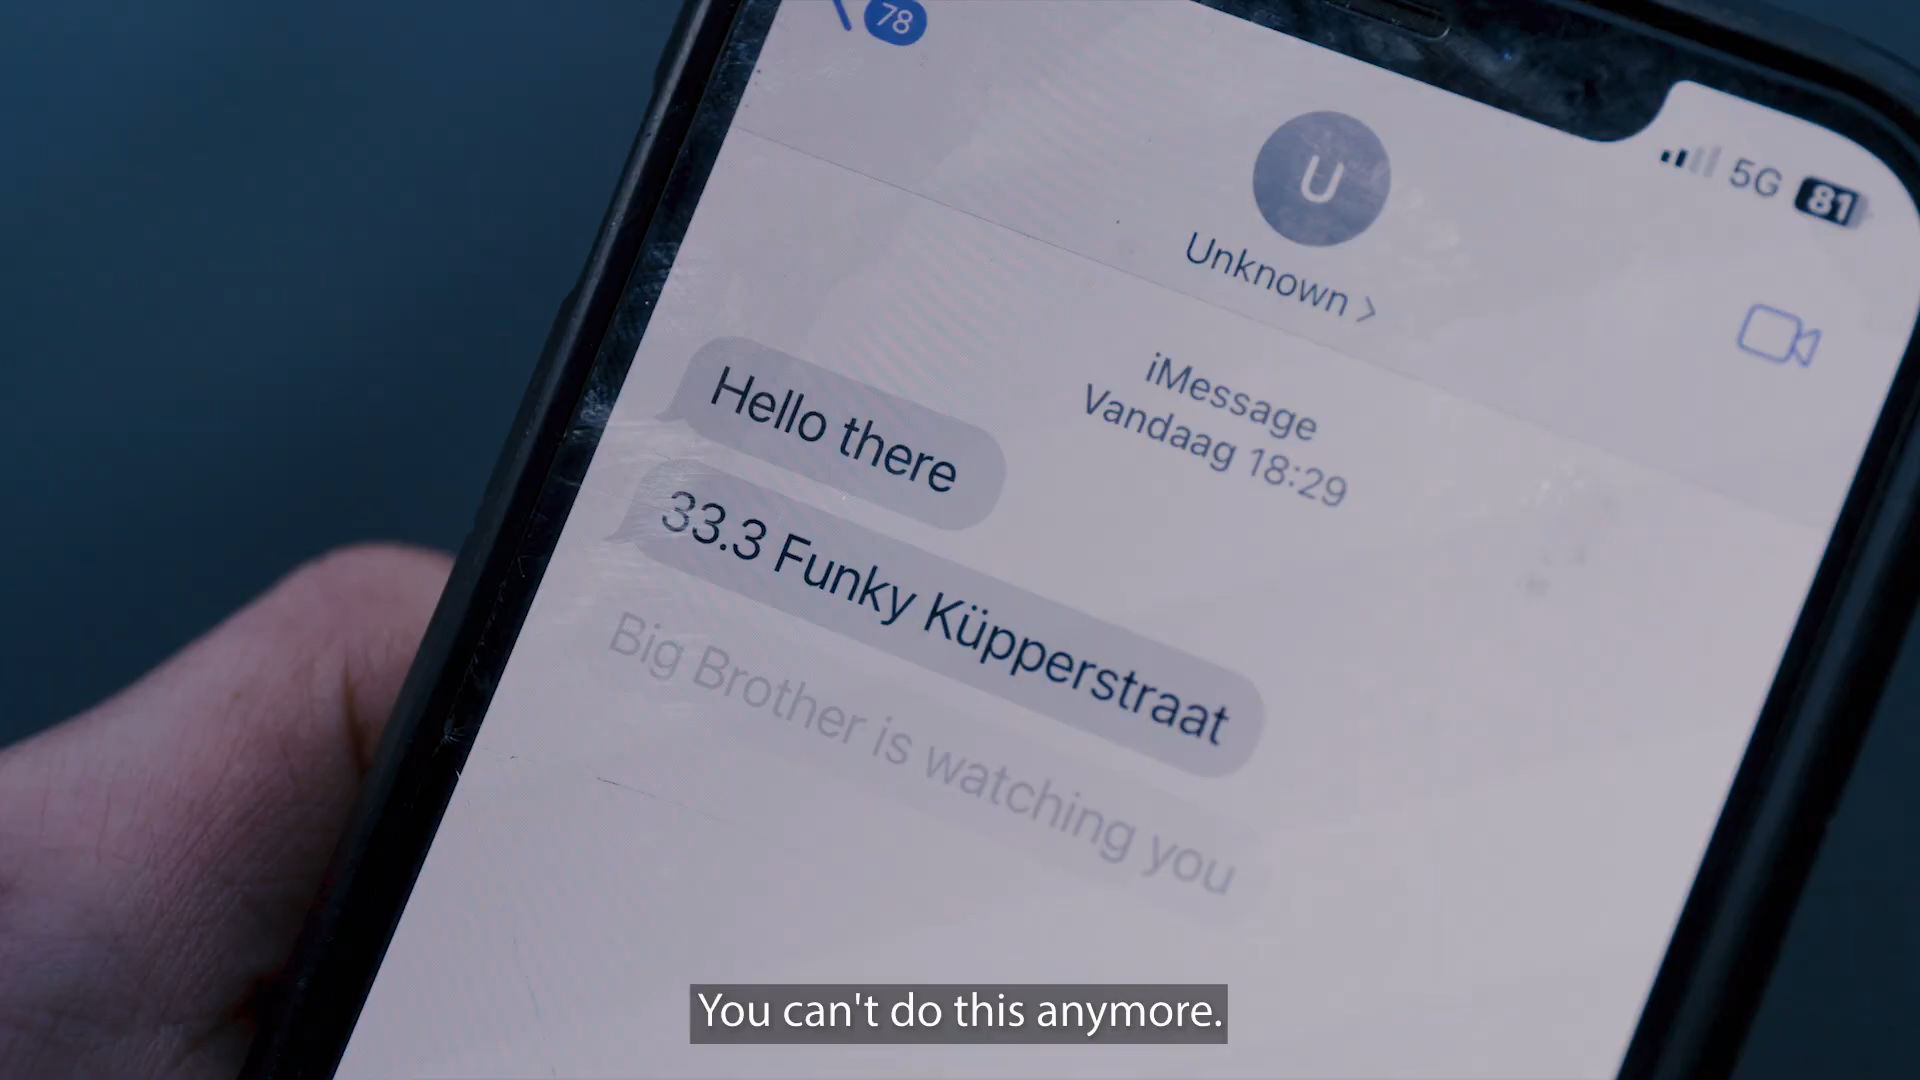 78
5G 81
U
Unknown >
iMessage
Vandaag 18:29
Hello there
33.3 Funky Küpperstraat
Big Brother is watching you
You can't do this anymore.